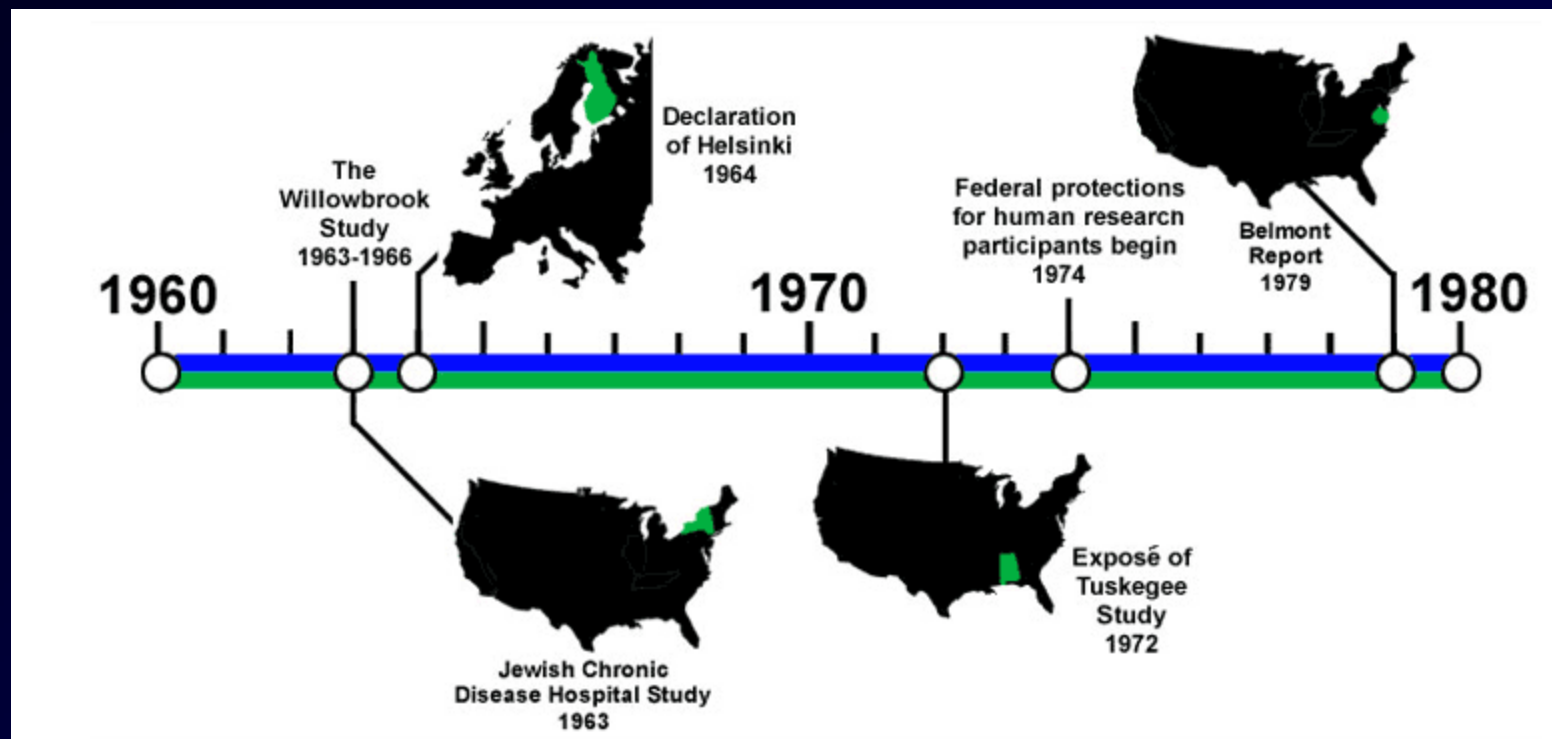 The
Willowbrook
Study
1963-1966
Declaration
of Helsinki
1964
Federal protections
for human research
participants begin
1974
Belmont
Report
1979
1960
1970
1980
Jewish Chronic
Disease Hospital Study
1963
Exposé of
Tuskegee
Study
1972